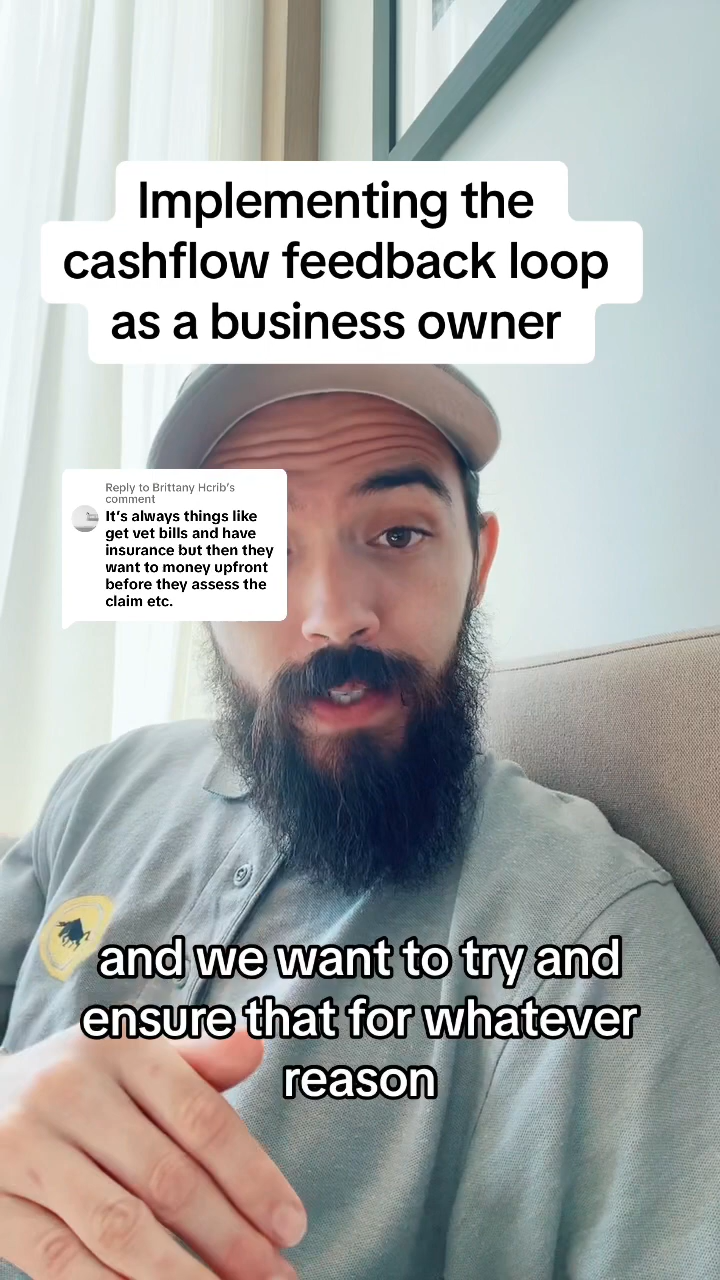 Implementing the
cashflow feedback loop
as a business owner
Reply to Brittany Hcrib's
comment
It's always things like
get vet bills and have
insurance but then they
want to money upfront
before they assess the
claim etc.
and we want to try and
ensure that for whatever
reason